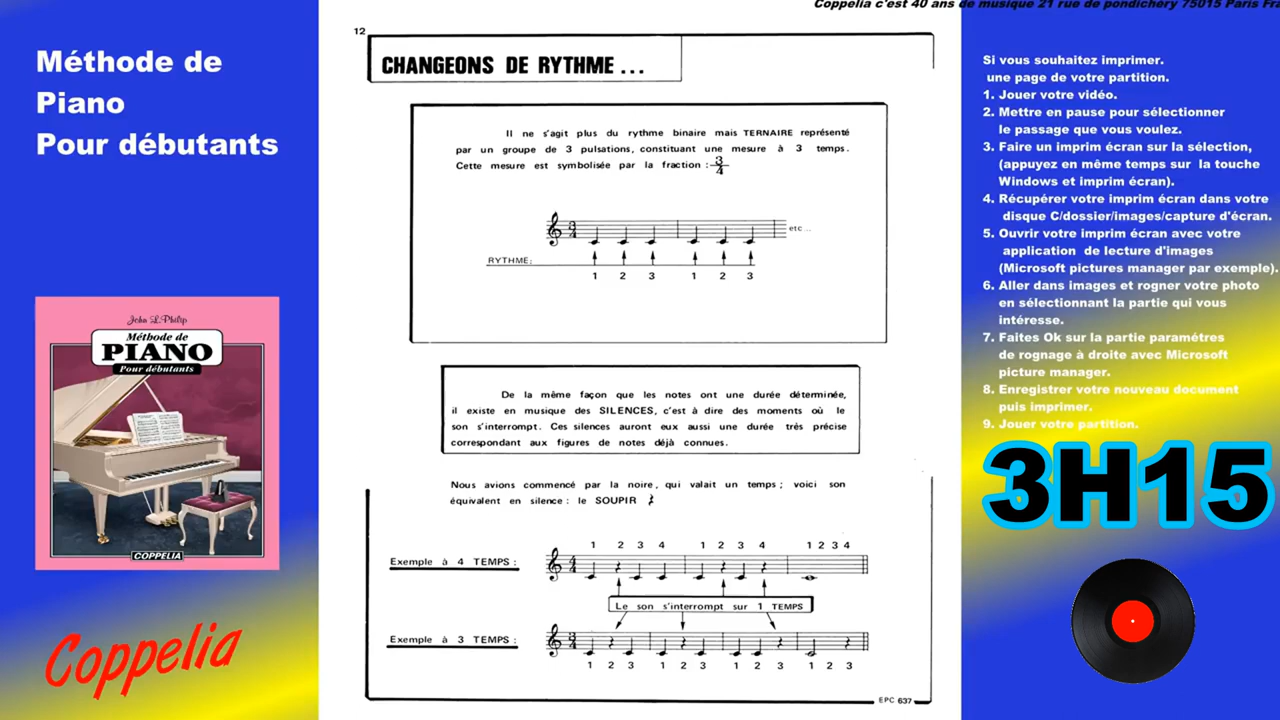 Coppelia c'est 40 ans de musique 21 rue de pondichéry 75015 Paris Fra
Méthode de
Piano
Pour débutants
John L.Philip
Méthode de
PIANO
Pour débutants
COPPELIA
Coppelia
12
CHANGEONS DE RYTHME ...
Il ne s'agit plus du rythme binaire mais TERNAIRE représenté
par un groupe de 3 pulsations, constituant une mesure à 3 temps.
Cette mesure est symbolisée par la fraction : 3/4
3 4
etc ...
RYTHME:
1 2 3 1 2 3
De la même façon que les notes ont une durée déterminée,
il existe en musique des SILENCES, c'est à dire des moments où le
son s'interrompt. Ces silences auront eux aussi une durée très précise
correspondant aux figures de notes déjà connues.
Nous avions commencé par la noire, qui valait un temps ; voici son
équivalent en silence : le SOUPIR
1 2 3 4 1 2 3 4 1 2 3 4
Exemple à 4 TEMPS :
4 4
Le son s'interrompt sur 1 TEMPS
Exemple à 3 TEMPS :
3 4
1 2 3 1 2 3 1 2 3 1 2 3
EPC 637
Si vous souhaitez imprimer.
une page de votre partition.
1. Jouer votre vidéo.
2. Mettre en pause pour sélectionner
le passage que vous voulez.
3. Faire un imprim écran sur la sélection,
(appuyez en même temps sur la touche
Windows et imprim écran).
4. Récupérer votre imprim écran dans votre
disque C/dossier/images/capture d'écran.
5. Ouvrir votre imprim écran avec votre
application de lecture d'images
(Microsoft pictures manager par exemple).
6. Aller dans images et rogner votre photo
en sélectionnant la partie qui vous
intéresse.
7. Faites Ok sur la partie paramétres
de rognage à droite avec Microsoft
picture manager.
8. Enregistrer votre nouveau document
puis imprimer.
9. Jouer votre partition.
3H15